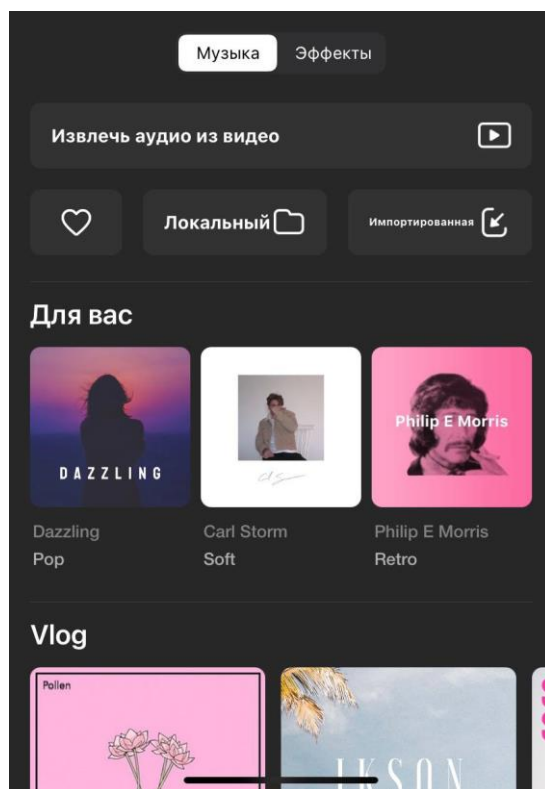 Музыка Эффекты
Извлечь аудио из видео
Локальный Импортированная
Для вас
DAZZLING
Philip E Morris
Dazzling Carl Storm Philip E Morris
Pop Soft Retro
Vlog
Pollen
IKSON